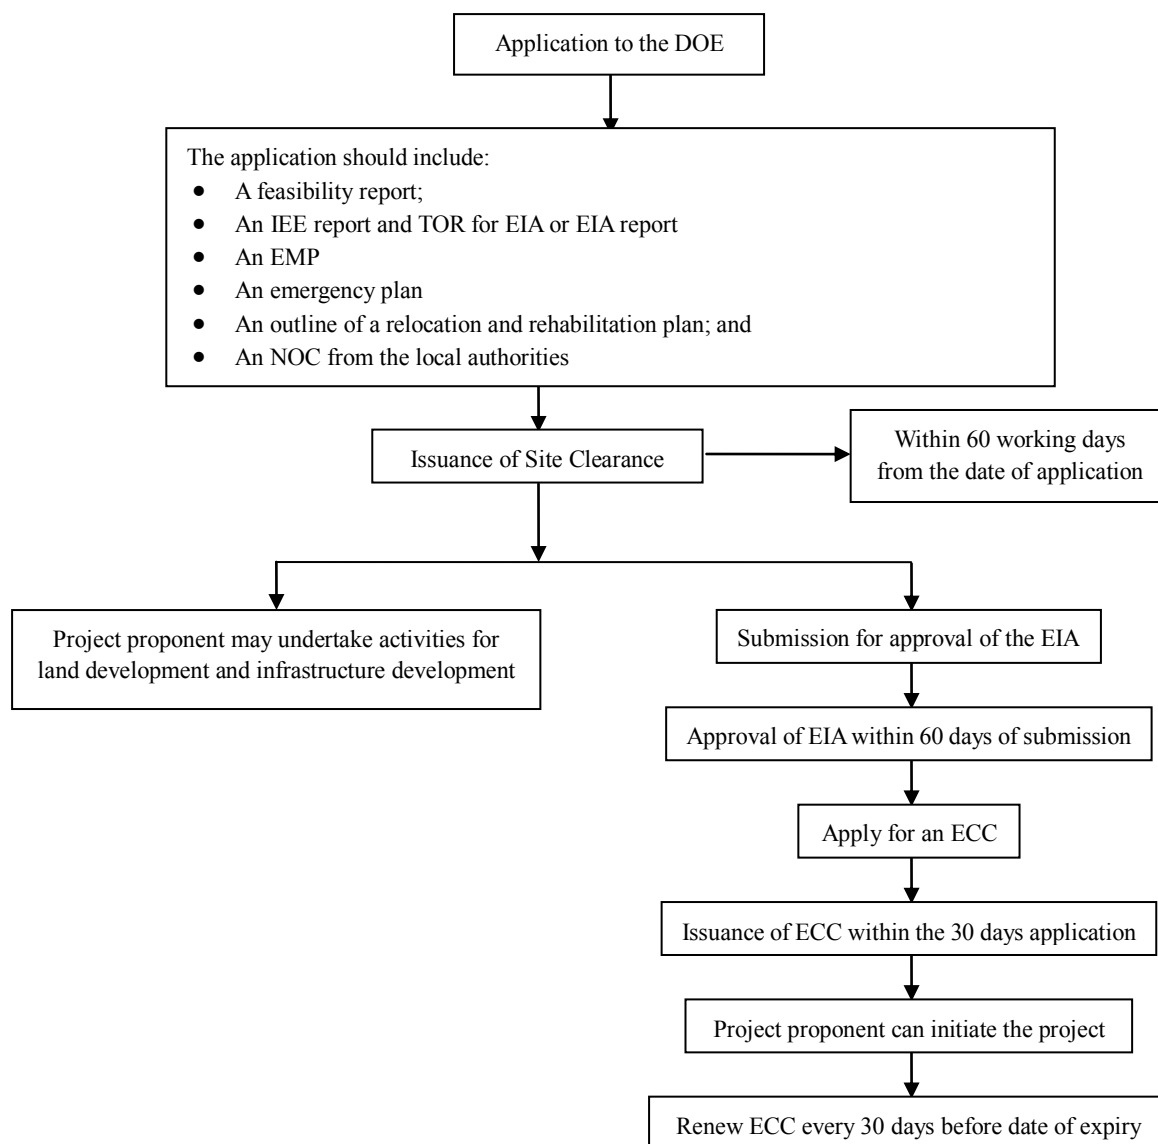 Application to the DOE
The application should include:
● A feasibility report;
● An IEE report and TOR for EIA or EIA report
● An EMP
● An emergency plan
● An outline of a relocation and rehabilitation plan; and
● An NOC from the local authorities
Issuance of Site Clearance
Within 60 working days
from the date of application
Project proponent may undertake activities for
land development and infrastructure development
Submission for approval of the EIA
Approval of EIA within 60 days of submission
Apply for an ECC
Issuance of ECC within the 30 days application
Project proponent can initiate the project
Renew ECC every 30 days before date of expiry